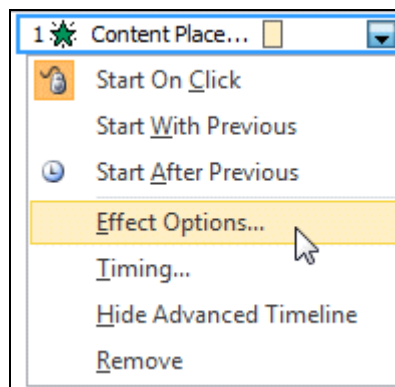 1 Content Place...
Start On Click
Start With Previous
Start After Previous
Effect Options...
Timing...
Hide Advanced Timeline
Remove